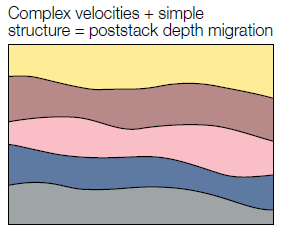 Complex velocities + simple
structure = poststack depth migration